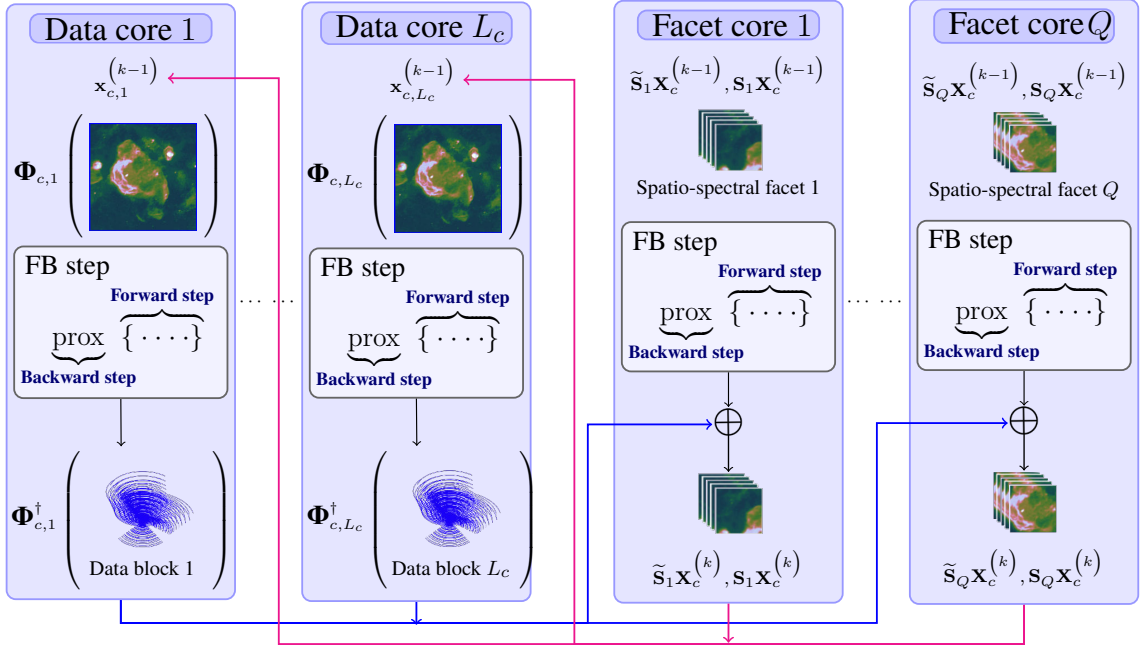 Data core 1
x_{c,1}^{(k−1)}
Φ_{c,1}
FB step
Forward step
prox { · · · · }
Backward step
Φ_{c,1}^†
Data block 1
... ...
Data core L_c
x_{c,L_c}^{(k−1)}
Φ_{c,L_c}
FB step
Forward step
prox { · · · · }
Backward step
Φ_{c,L_c}^†
Data block L_c
Facet core 1
S̃_1 X_c^{(k−1)}, S_1 X_c^{(k−1)}
Spatio-spectral facet 1
FB step
Forward step
prox { · · · · }
Backward step
⊕
S̃_1 X_c^{(k)}, S_1 X_c^{(k)}
... ...
Facet core Q
S̃_Q X_c^{(k−1)}, S_Q X_c^{(k−1)}
Spatio-spectral facet Q
FB step
Forward step
prox { · · · · }
Backward step
⊕
S̃_Q X_c^{(k)}, S_Q X_c^{(k)}